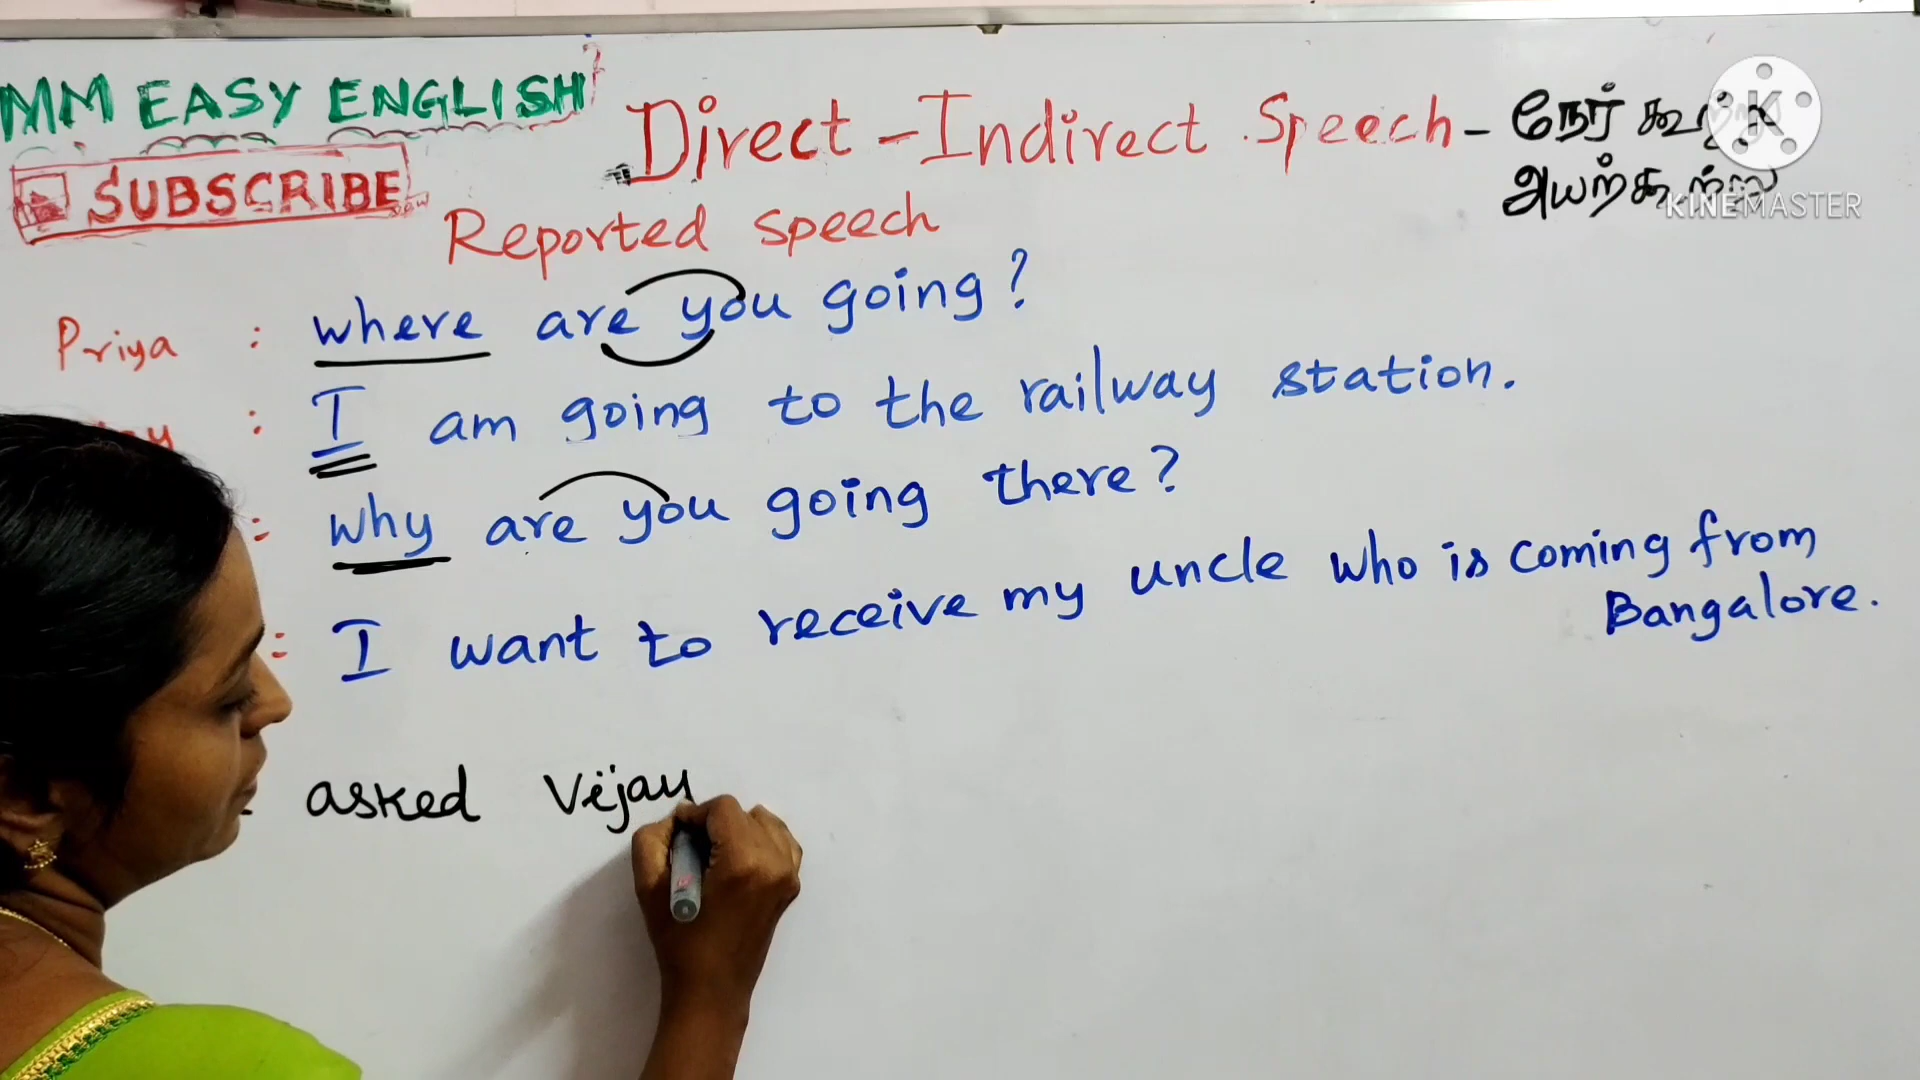 MM EASY ENGLISH
SUBSCRIBE
Direct - Indirect Speech - நேர் கூற்று
அயற்கூற்று
KINEMASTER
Reported speech
Priya : where are you going?
: I am going to the railway station.
: why are you going there?
: I want to receive my uncle who is coming from
Bangalore.
asked Vijay